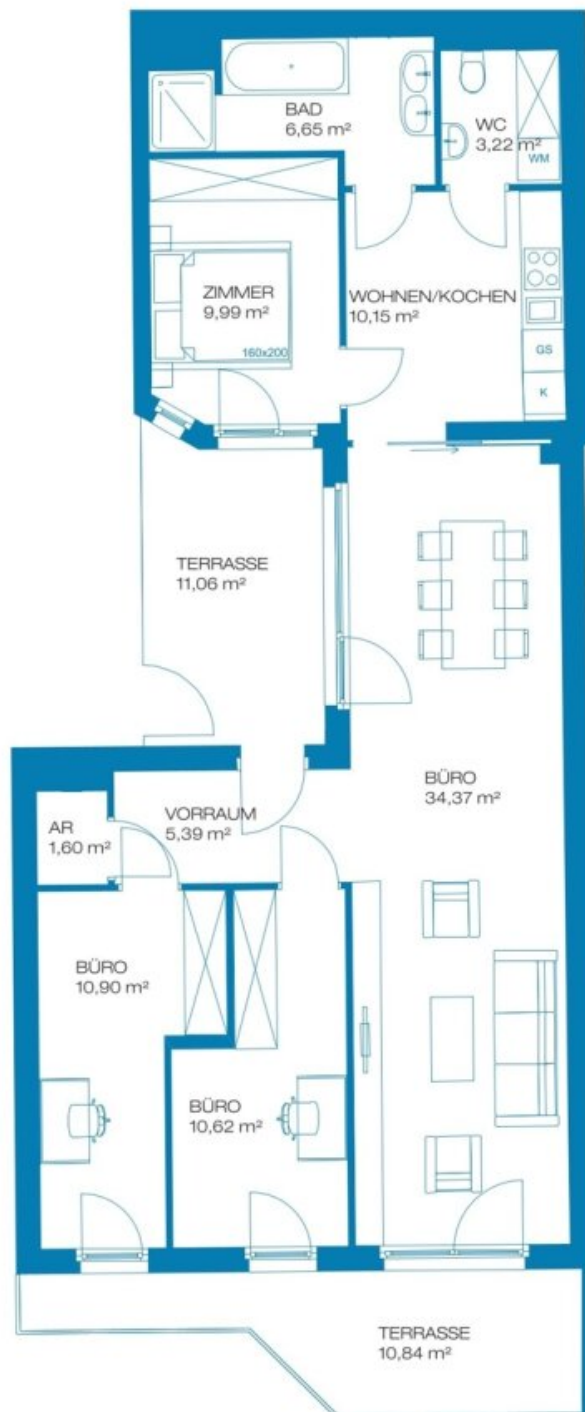 BAD
6,65 m²
WC
3,22 m²
WM
ZIMMER
9,99 m²
160x200
WOHNEN/KOCHEN
10,15 m²
GS
K
TERRASSE
11,06 m²
BÜRO
34,37 m²
VORRAUM
5,39 m²
AR
1,60 m²
BÜRO
10,90 m²
BÜRO
10,62 m²
TERRASSE
10,84 m²